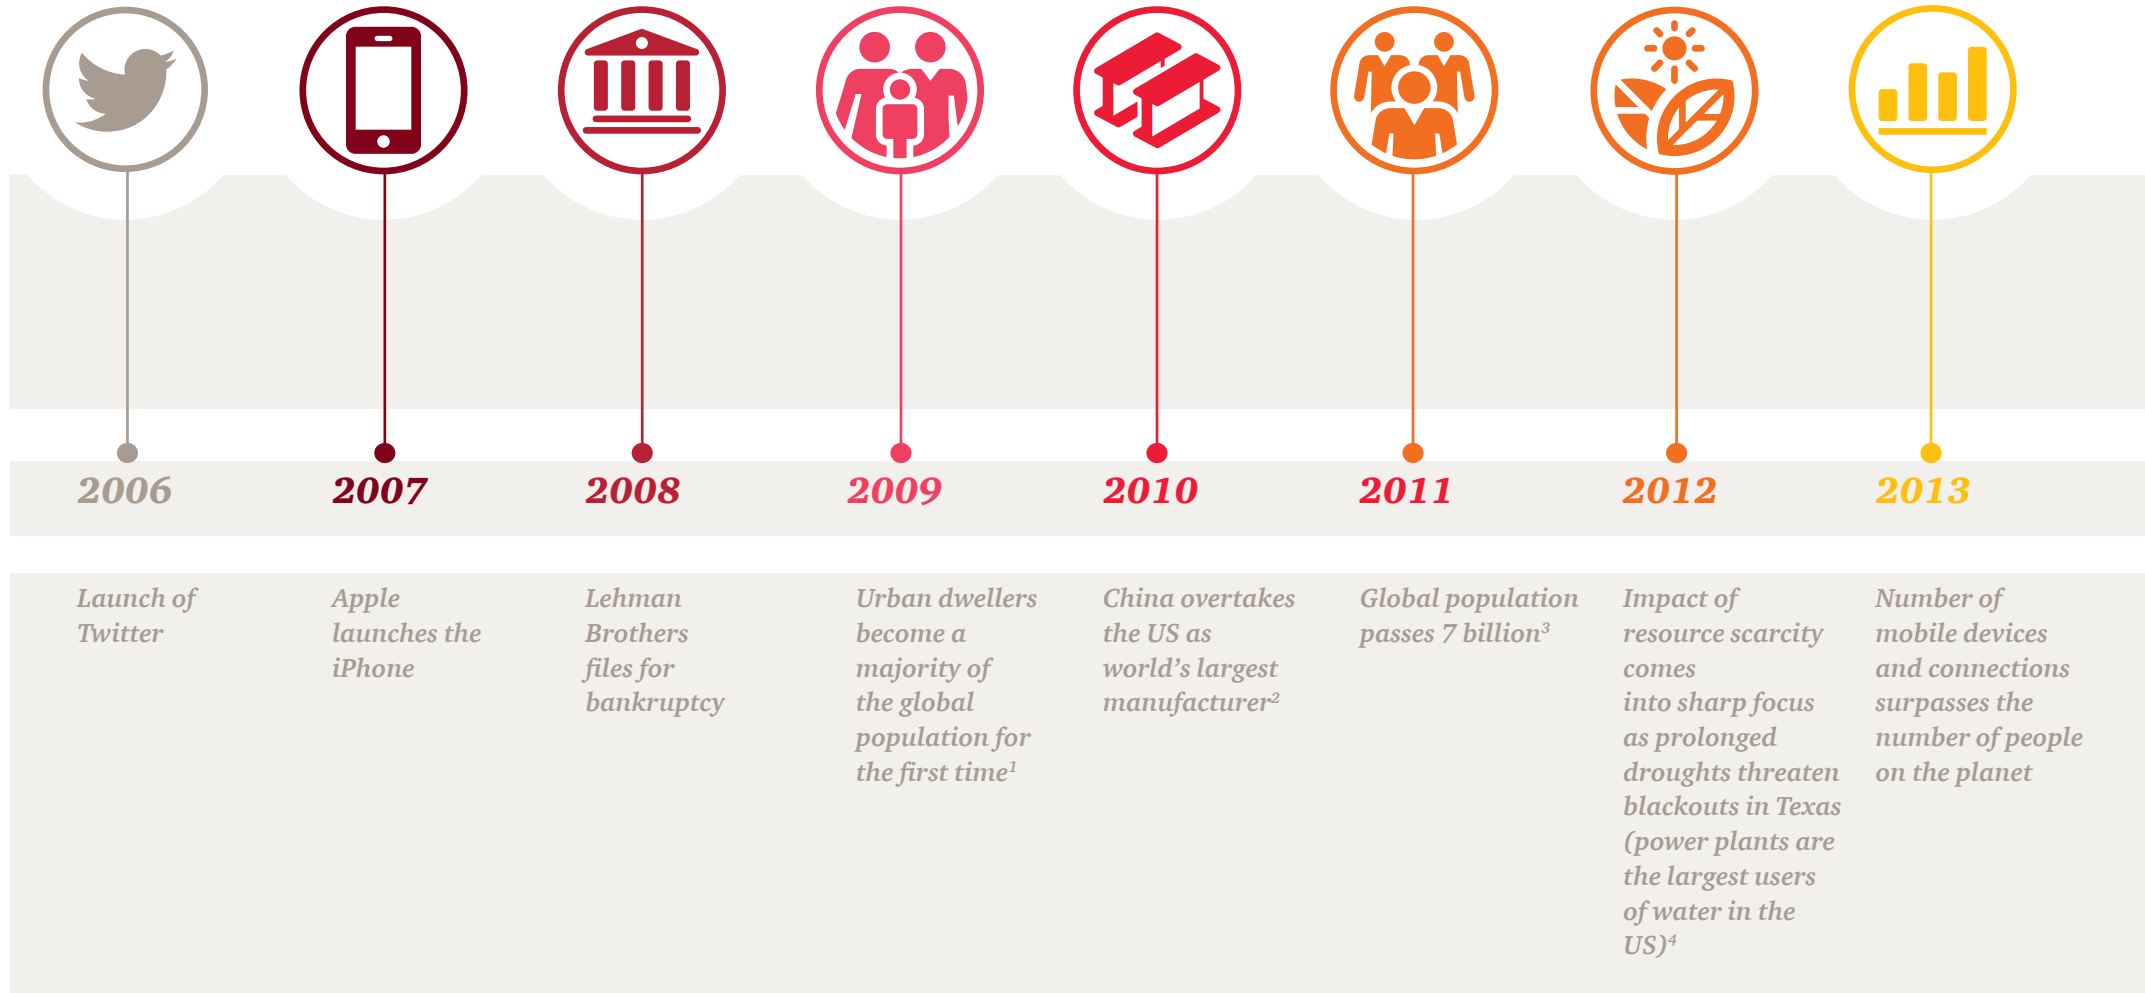 2006
2007
2008
2009
2010
2011
2012
2013
Launch of
Twitter
Apple
launches the
iPhone
Lehman
Brothers
files for
bankruptcy
Urban dwellers
become a
majority of
the global
population for
the first time¹
China overtakes
the US as
world’s largest
manufacturer²
Global population
passes 7 billion³
Impact of
resource scarcity
comes
into sharp focus
as prolonged
droughts threaten
blackouts in Texas
(power plants are
the largest users
of water in the
US)⁴
Number of
mobile devices
and connections
surpasses the
number of people
on the planet